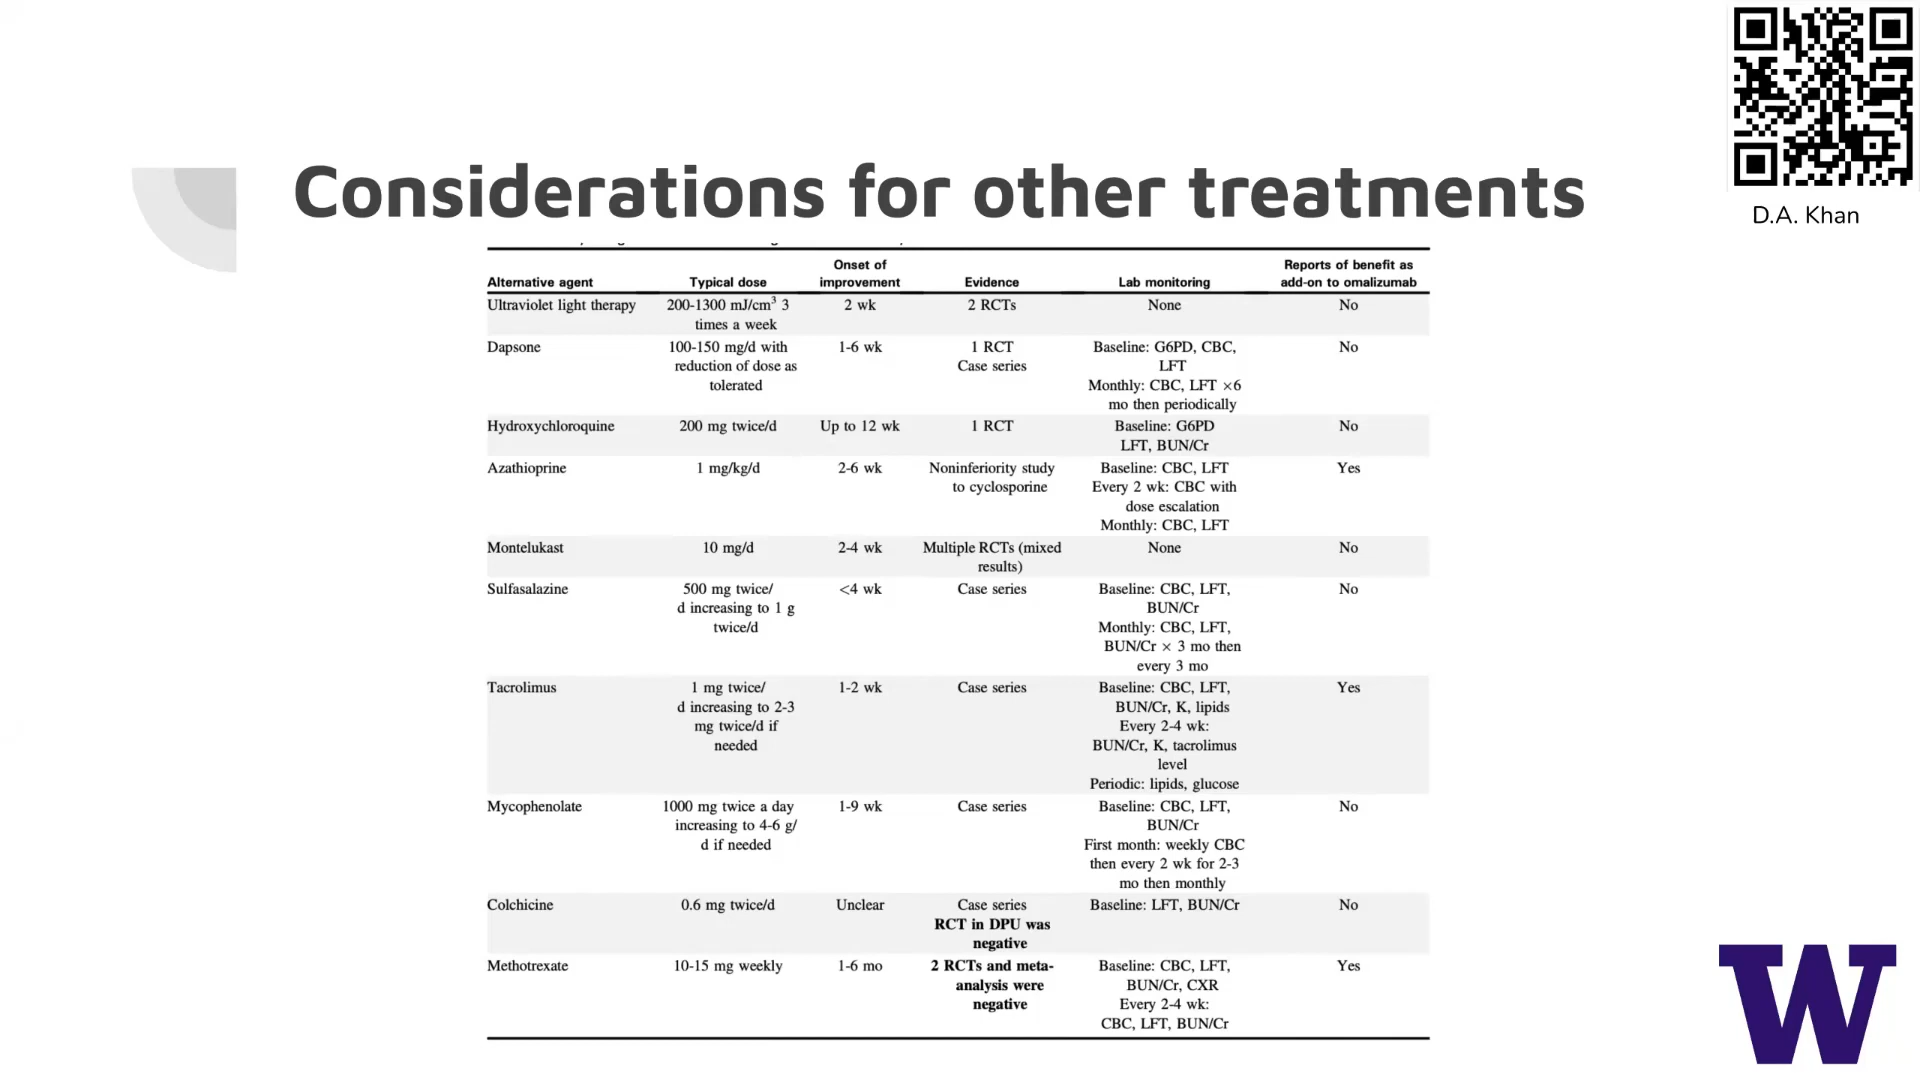 D.A. Khan
Considerations for other treatments
Alternative agent | Typical dose | Onset of improvement | Evidence | Lab monitoring | Reports of benefit as add-on to omalizumab
Ultraviolet light therapy | 200-1300 mJ/cm³ 3 times a week | 2 wk | 2 RCTs | None | No
Dapsone | 100-150 mg/d with reduction of dose as tolerated | 1-6 wk | 1 RCT Case series | Baseline: G6PD, CBC, LFT Monthly: CBC, LFT ×6 mo then periodically | No
Hydroxychloroquine | 200 mg twice/d | Up to 12 wk | 1 RCT | Baseline: G6PD LFT, BUN/Cr | No
Azathioprine | 1 mg/kg/d | 2-6 wk | Noninferiority study to cyclosporine | Baseline: CBC, LFT Every 2 wk: CBC with dose escalation Monthly: CBC, LFT | Yes
Montelukast | 10 mg/d | 2-4 wk | Multiple RCTs (mixed results) | None | No
Sulfasalazine | 500 mg twice/d increasing to 1 g twice/d | <4 wk | Case series | Baseline: CBC, LFT, BUN/Cr Monthly: CBC, LFT, BUN/Cr × 3 mo then every 3 mo | No
Tacrolimus | 1 mg twice/d increasing to 2-3 mg twice/d if needed | 1-2 wk | Case series | Baseline: CBC, LFT, BUN/Cr, K, lipids Every 2-4 wk: BUN/Cr, K, tacrolimus level Periodic: lipids, glucose | Yes
Mycophenolate | 1000 mg twice a day increasing to 4-6 g/d if needed | 1-9 wk | Case series | Baseline: CBC, LFT, BUN/Cr First month: weekly CBC then every 2 wk for 2-3 mo then monthly | No
Colchicine | 0.6 mg twice/d | Unclear | Case series RCT in DPU was negative | Baseline: LFT, BUN/Cr | No
Methotrexate | 10-15 mg weekly | 1-6 mo | 2 RCTs and meta-analysis were negative | Baseline: CBC, LFT, BUN/Cr, CXR Every 2-4 wk: CBC, LFT, BUN/Cr | Yes
W